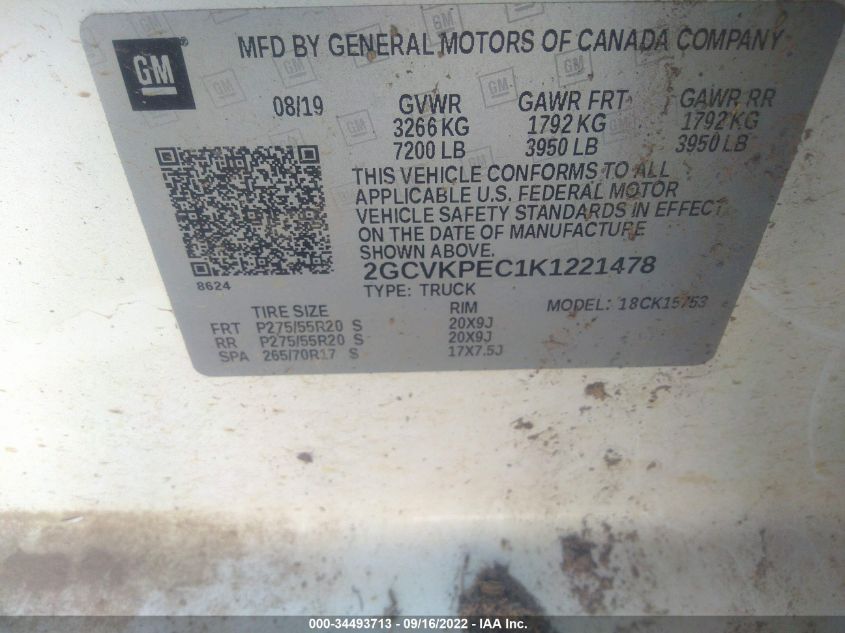 GM
MFD BY GENERAL MOTORS OF CANADA COMPANY
08/19 GVWR GAWR FRT GAWR RR
3266 KG 1792 KG 1792 KG
7200 LB 3950 LB 3950 LB
THIS VEHICLE CONFORMS TO ALL
APPLICABLE U.S. FEDERAL MOTOR
VEHICLE SAFETY STANDARDS IN EFFECT
ON THE DATE OF MANUFACTURE
SHOWN ABOVE.
2GCVKPEC1K1221478
8624
TYPE: TRUCK MODEL: 18CK15753
TIRE SIZE RIM
FRT P275/55R20 S 20X9J
RR P275/55R20 S 20X9J
SPA 265/70R17 S 17X7.5J
000-34493713 - 09/16/2022 - IAA Inc.